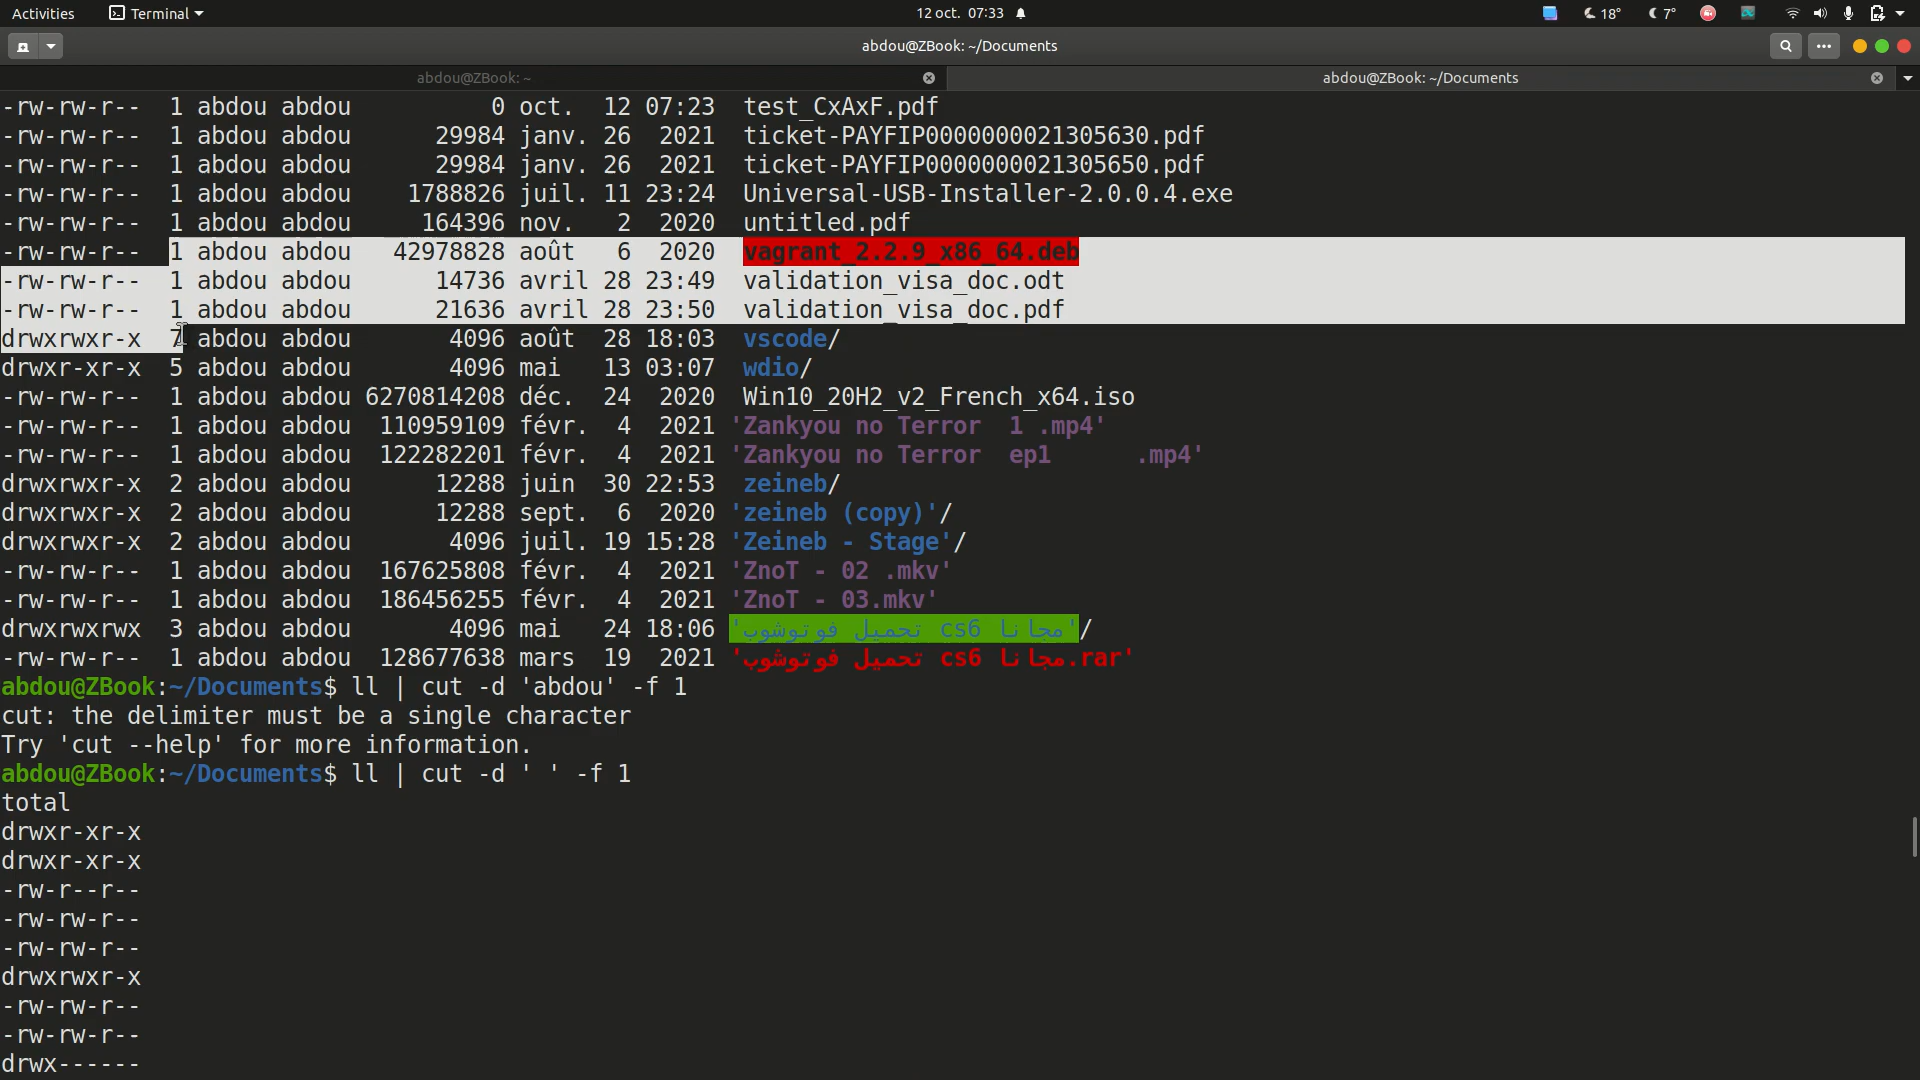 Activities Terminal 12 oct. 07:33 18° 7°
abdou@ZBook: ~/Documents
abdou@ZBook: ~ abdou@ZBook: ~/Documents
-rw-rw-r-- 1 abdou abdou 0 oct. 12 07:23 test_CxAxF.pdf
-rw-rw-r-- 1 abdou abdou 29984 janv. 26 2021 ticket-PAYFIP0000000021305630.pdf
-rw-rw-r-- 1 abdou abdou 29984 janv. 26 2021 ticket-PAYFIP0000000021305650.pdf
-rw-rw-r-- 1 abdou abdou 1788826 juil. 11 23:24 Universal-USB-Installer-2.0.0.4.exe
-rw-rw-r-- 1 abdou abdou 164396 nov. 2 2020 untitled.pdf
-rw-rw-r-- 1 abdou abdou 42978828 août 6 2020 vagrant_2.2.9_x86_64.deb
-rw-rw-r-- 1 abdou abdou 14736 avril 28 23:49 validation_visa_doc.odt
-rw-rw-r-- 1 abdou abdou 21636 avril 28 23:50 validation_visa_doc.pdf
drwxrwxr-x 7 abdou abdou 4096 août 28 18:03 vscode/
drwxr-xr-x 5 abdou abdou 4096 mai 13 03:07 wdio/
-rw-rw-r-- 1 abdou abdou 6270814208 déc. 24 2020 Win10_20H2_v2_French_x64.iso
-rw-rw-r-- 1 abdou abdou 110959109 févr. 4 2021 'Zankyou no Terror  1 .mp4'
-rw-rw-r-- 1 abdou abdou 122282201 févr. 4 2021 'Zankyou no Terror  ep1      .mp4'
drwxrwxr-x 2 abdou abdou 12288 juin 30 22:53 zeineb/
drwxrwxr-x 2 abdou abdou 12288 sept. 6 2020 'zeineb (copy)'/
drwxrwxr-x 2 abdou abdou 4096 juil. 19 15:28 'Zeineb - Stage'/
-rw-rw-r-- 1 abdou abdou 167625808 févr. 4 2021 'ZnoT - 02 .mkv'
-rw-rw-r-- 1 abdou abdou 186456255 févr. 4 2021 'ZnoT - 03.mkv'
drwxrwxrwx 3 abdou abdou 4096 mai 24 18:06 'تحميل فوتوشوب cs6 مجانا'/
-rw-rw-r-- 1 abdou abdou 128677638 mars 19 2021 'تحميل فوتوشوب cs6 مجانا.rar'
abdou@ZBook:~/Documents$ ll | cut -d 'abdou' -f 1
cut: the delimiter must be a single character
Try 'cut --help' for more information.
abdou@ZBook:~/Documents$ ll | cut -d ' ' -f 1
total
drwxr-xr-x
drwxr-xr-x
-rw-r--r--
-rw-rw-r--
-rw-rw-r--
drwxrwxr-x
-rw-rw-r--
-rw-rw-r--
drwx------